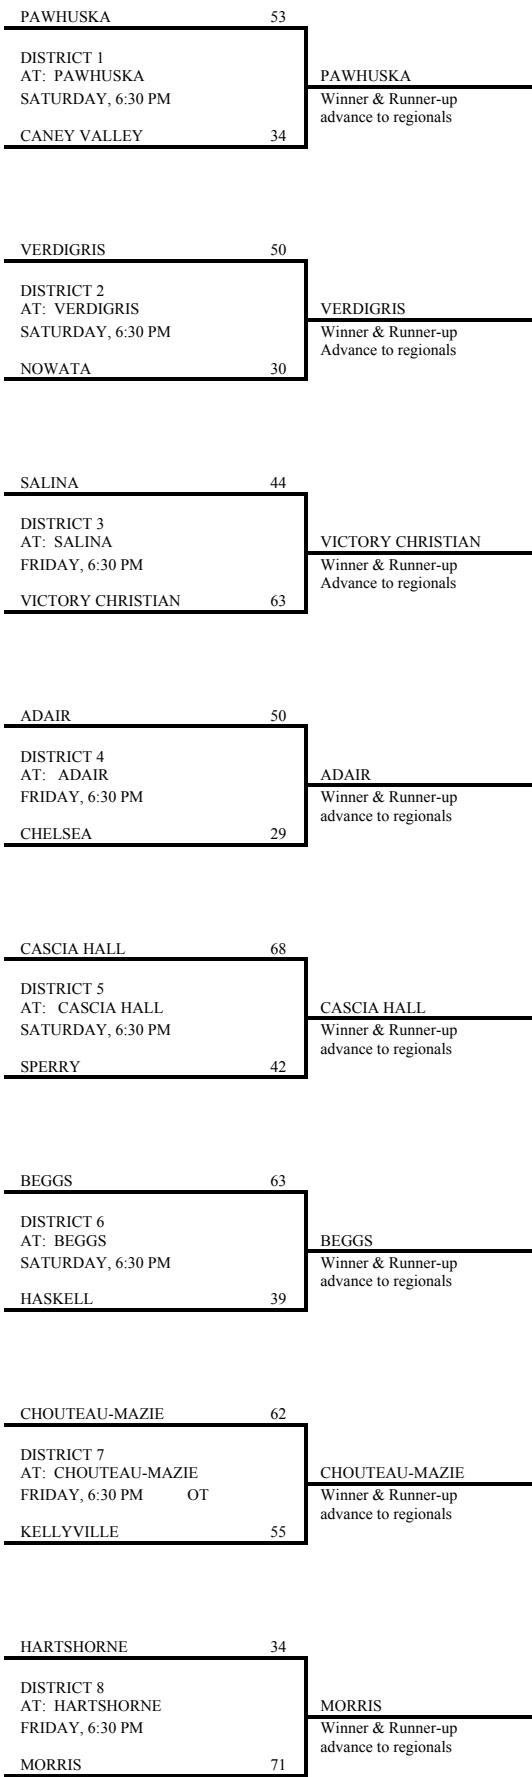 PAWHUSKA 53
DISTRICT 1
AT: PAWHUSKA
SATURDAY, 6:30 PM
CANEY VALLEY 34
PAWHUSKA
Winner & Runner-up
advance to regionals
VERDIGRIS 50
DISTRICT 2
AT: VERDIGRIS
SATURDAY, 6:30 PM
NOWATA 30
VERDIGRIS
Winner & Runner-up
Advance to regionals
SALINA 44
DISTRICT 3
AT: SALINA
FRIDAY, 6:30 PM
VICTORY CHRISTIAN 63
VICTORY CHRISTIAN
Winner & Runner-up
Advance to regionals
ADAIR 50
DISTRICT 4
AT: ADAIR
FRIDAY, 6:30 PM
CHELSEA 29
ADAIR
Winner & Runner-up
advance to regionals
CASCIA HALL 68
DISTRICT 5
AT: CASCIA HALL
SATURDAY, 6:30 PM
SPERRY 42
CASCIA HALL
Winner & Runner-up
advance to regionals
BEGGS 63
DISTRICT 6
AT: BEGGS
SATURDAY, 6:30 PM
HASKELL 39
BEGGS
Winner & Runner-up
advance to regionals
CHOUTEAU-MAZIE 62
DISTRICT 7
AT: CHOUTEAU-MAZIE
FRIDAY, 6:30 PM OT
KELLYVILLE 55
CHOUTEAU-MAZIE
Winner & Runner-up
advance to regionals
HARTSHORNE 34
DISTRICT 8
AT: HARTSHORNE
FRIDAY, 6:30 PM
MORRIS 71
MORRIS
Winner & Runner-up
advance to regionals